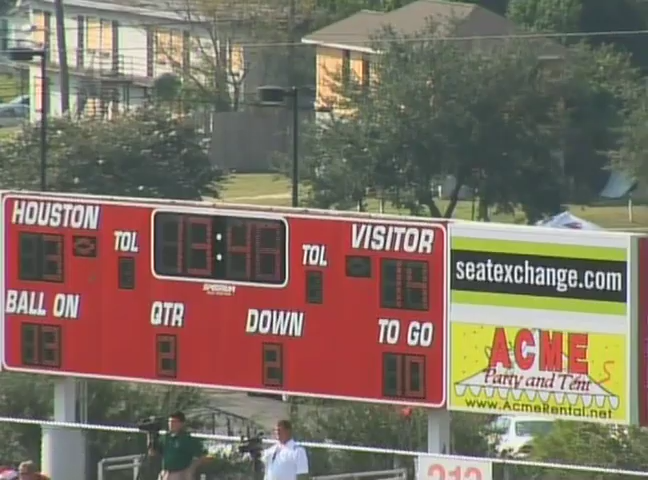 HOUSTON
TOL
TOL
VISITOR
SPECTRUM
BALL ON
QTR
DOWN
TO GO
seatexchange.com
ACME
Party and Tent
www.AcmeRental.net